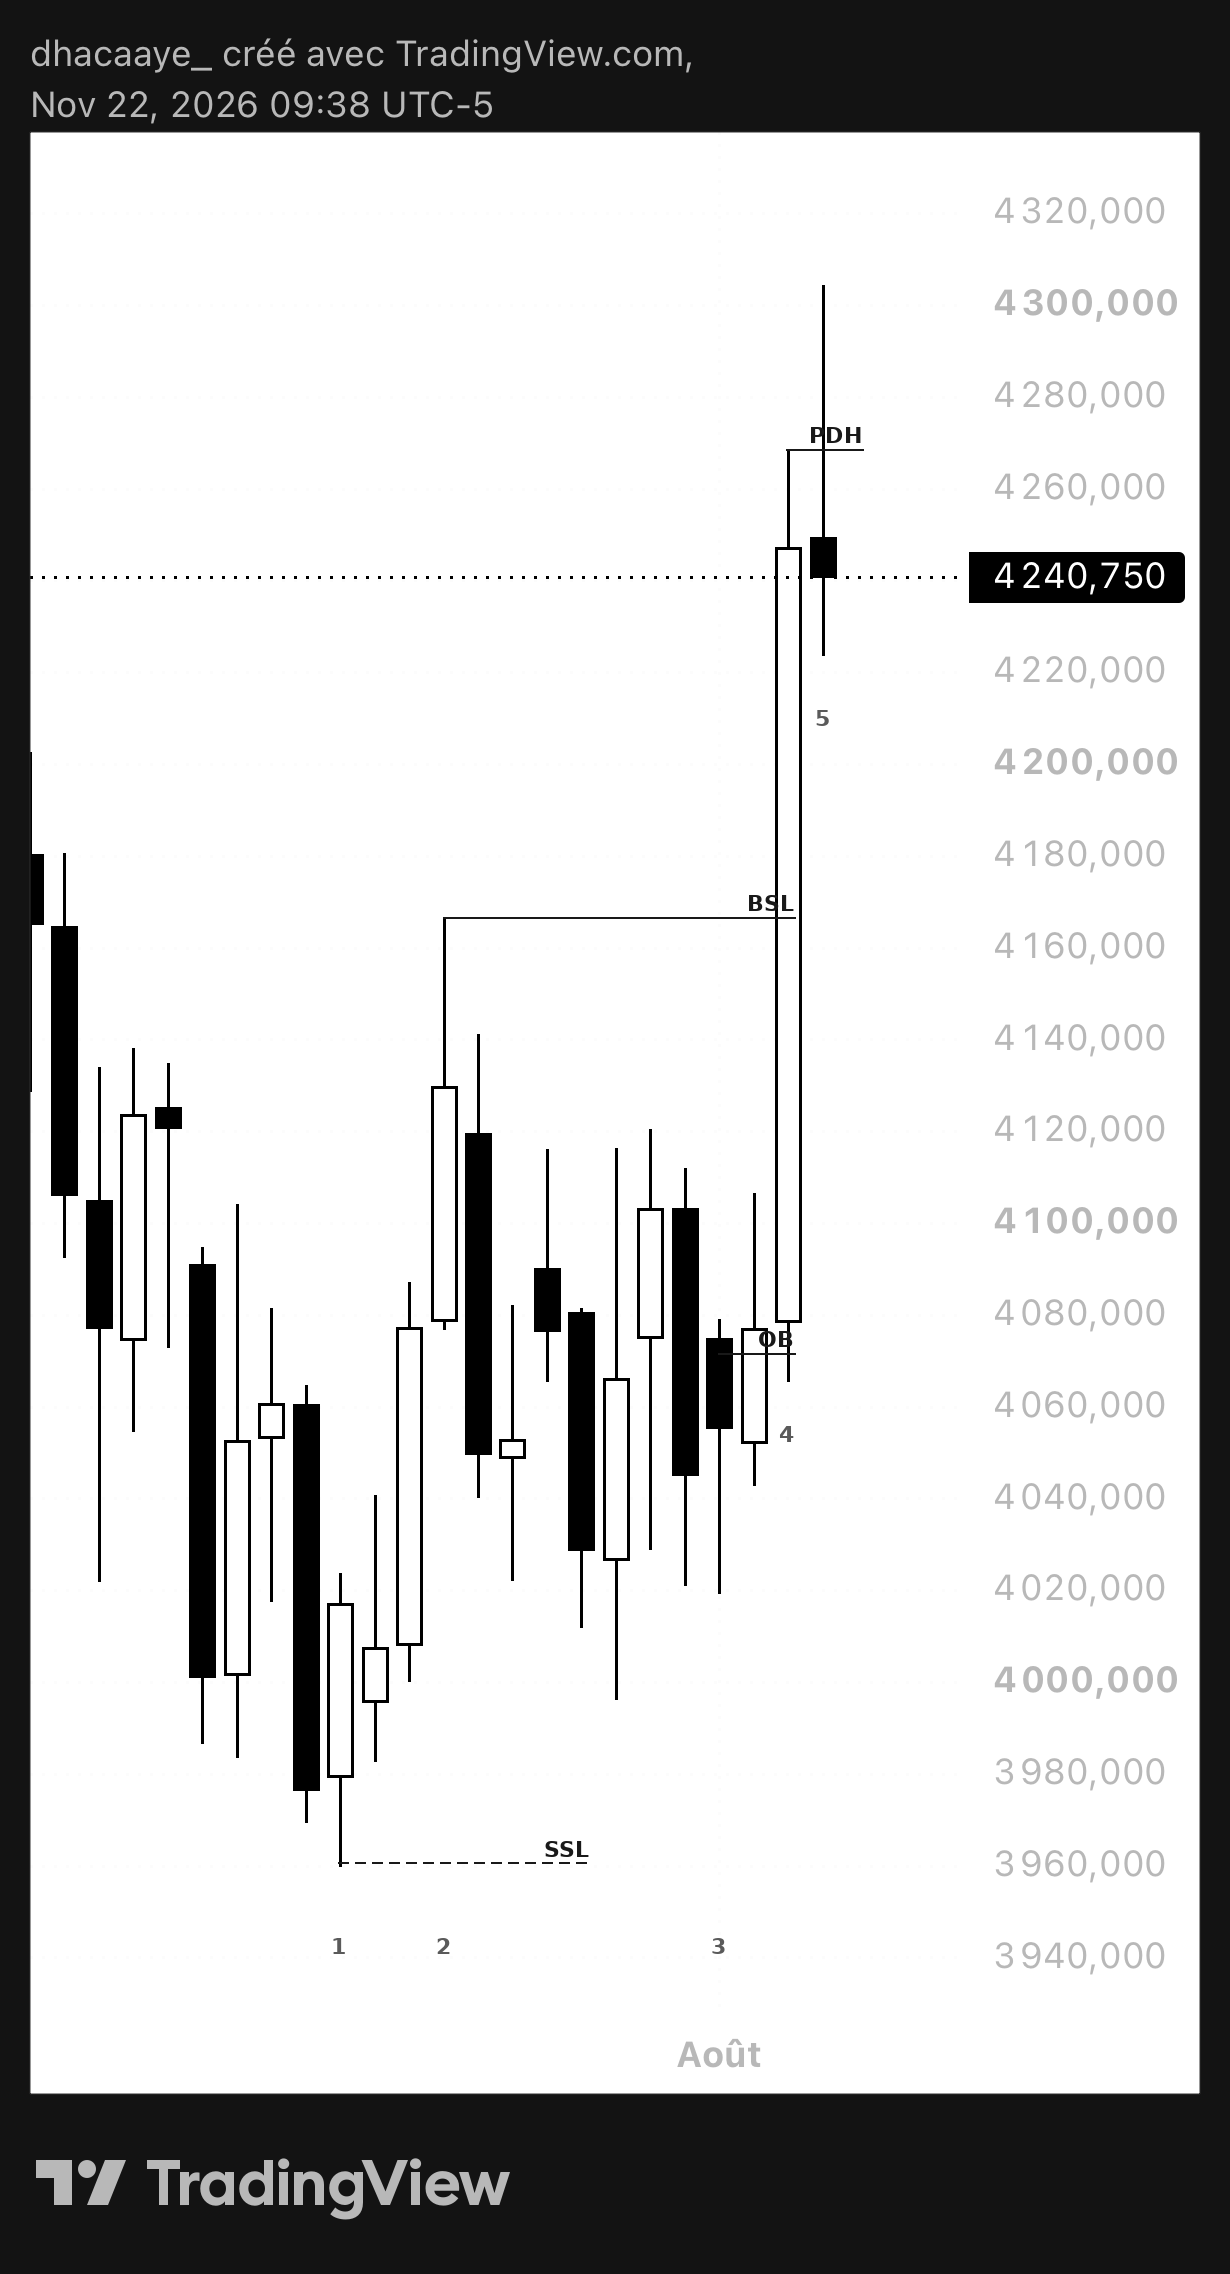 dhacaaye_ créé avec TradingView.com,
Nov 22, 2026 09:38 UTC-5
4 320,000
4 300,000
4 280,000
PDH
4 260,000
4 240,750
4 220,000
5
4 200,000
4 180,000
BSL
4 160,000
4 140,000
4 120,000
4 100,000
4 080,000
OB
4 060,000
4
4 040,000
4 020,000
4 000,000
3 980,000
SSL
3 960,000
1 2 3
3 940,000
Août
TradingView